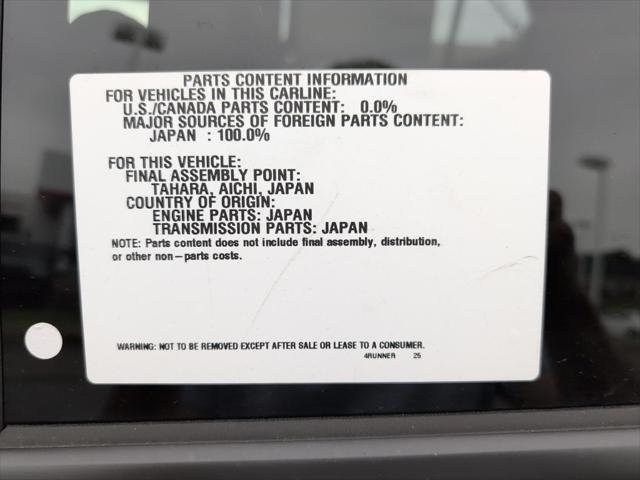 PARTS CONTENT INFORMATION
FOR VEHICLES IN THIS CARLINE:
U.S./CANADA PARTS CONTENT: 0.0%
MAJOR SOURCES OF FOREIGN PARTS CONTENT:
JAPAN : 100.0%
FOR THIS VEHICLE:
FINAL ASSEMBLY POINT:
TAHARA, AICHI, JAPAN
COUNTRY OF ORIGIN:
ENGINE PARTS: JAPAN
TRANSMISSION PARTS: JAPAN
NOTE: Parts content does not include final assembly, distribution,
or other non-parts costs.
WARNING: NOT TO BE REMOVED EXCEPT AFTER SALE OR LEASE TO A CONSUMER.
4RUNNER 25